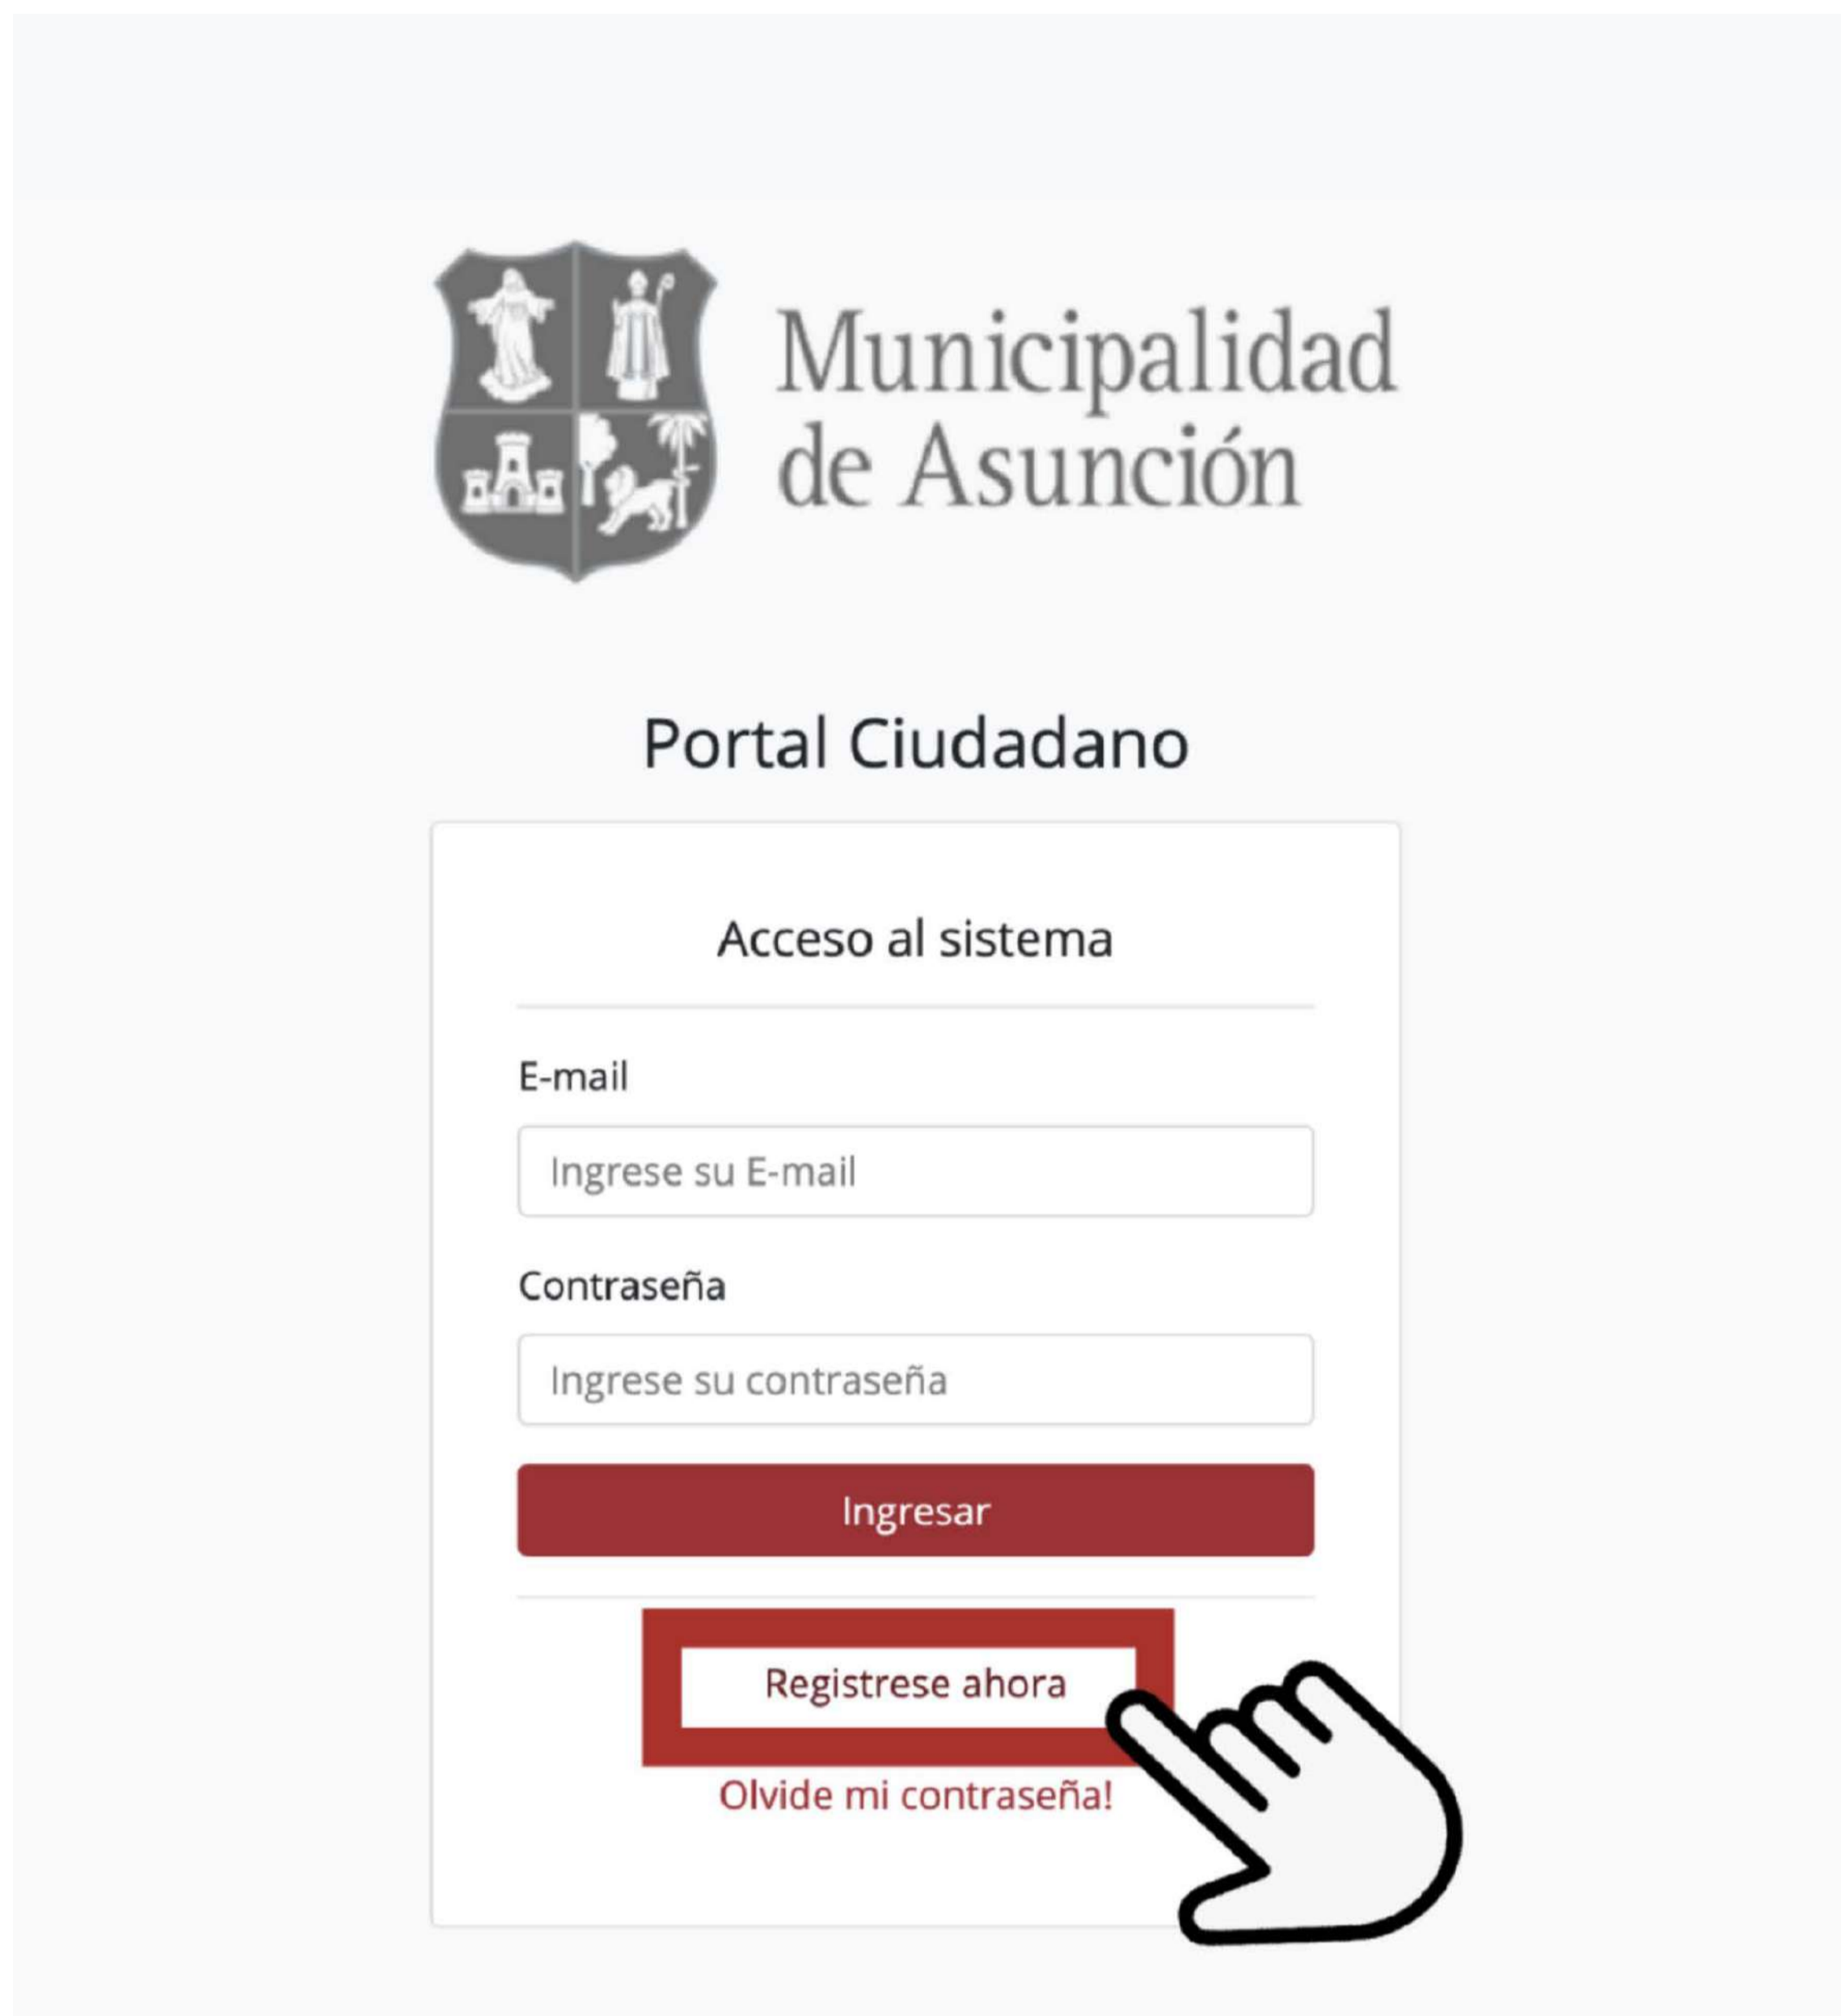 Municipalidad
de Asunción
Portal Ciudadano
Acceso al sistema
E-mail
Ingrese su E-mail
Contraseña
Ingrese su contraseña
Ingresar
Registrese ahora
Olvide mi contraseña!